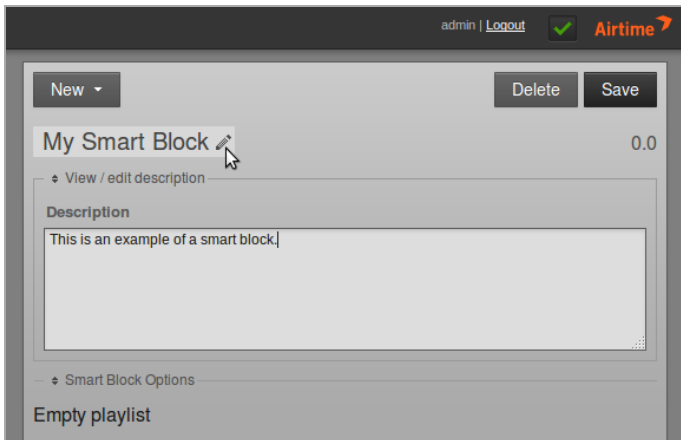 admin | Logout
Airtime
New
Delete
Save
My Smart Block
0.0
View / edit description
Description
This is an example of a smart block.
Smart Block Options
Empty playlist